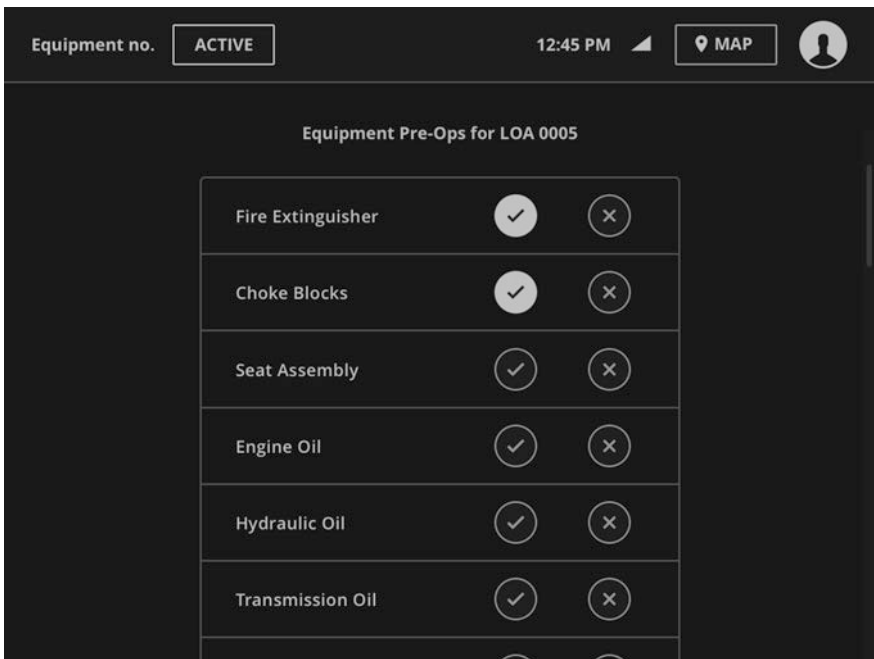 Equipment no. ACTIVE 12:45 PM MAP
Equipment Pre-Ops for LOA 0005
Fire Extinguisher
Choke Blocks
Seat Assembly
Engine Oil
Hydraulic Oil
Transmission Oil